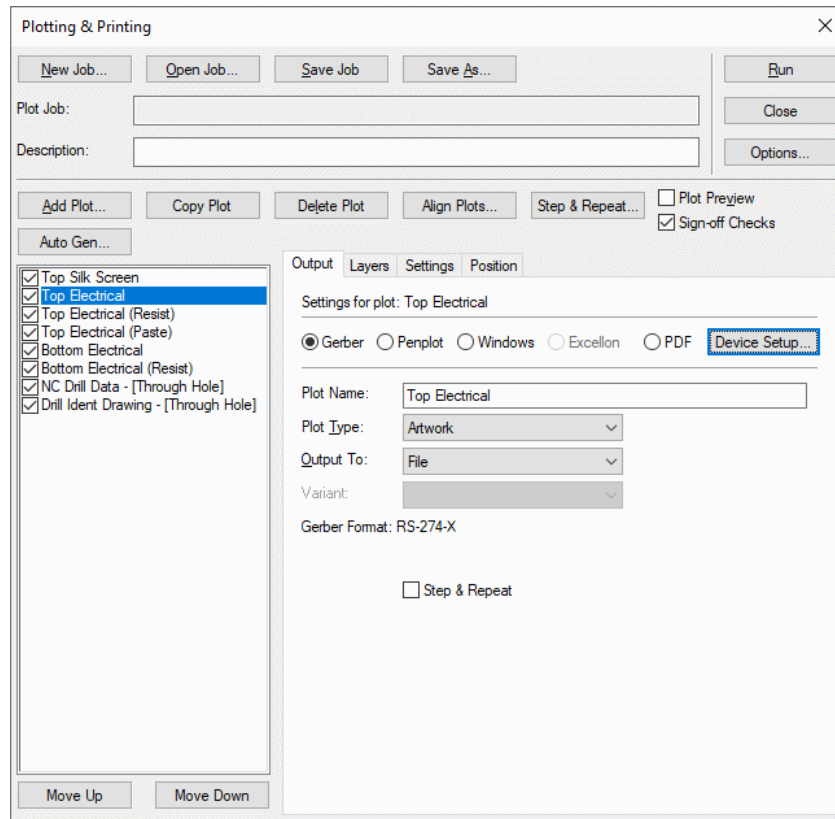 Plotting & Printing
New Job... Open Job... Save Job Save As... Run
Plot Job: Close
Description: Options...
Add Plot... Copy Plot Delete Plot Align Plots... Step & Repeat... Plot Preview
Sign-off Checks
Auto Gen...
Output Layers Settings Position
Top Silk Screen
Top Electrical
Top Electrical (Resist)
Top Electrical (Paste)
Bottom Electrical
Bottom Electrical (Resist)
NC Drill Data - [Through Hole]
Drill Ident Drawing - [Through Hole]
Settings for plot: Top Electrical
Gerber Penplot Windows Excellon PDF Device Setup...
Plot Name: Top Electrical
Plot Type: Artwork
Output To: File
Variant:
Gerber Format: RS-274-X
Step & Repeat
Move Up Move Down